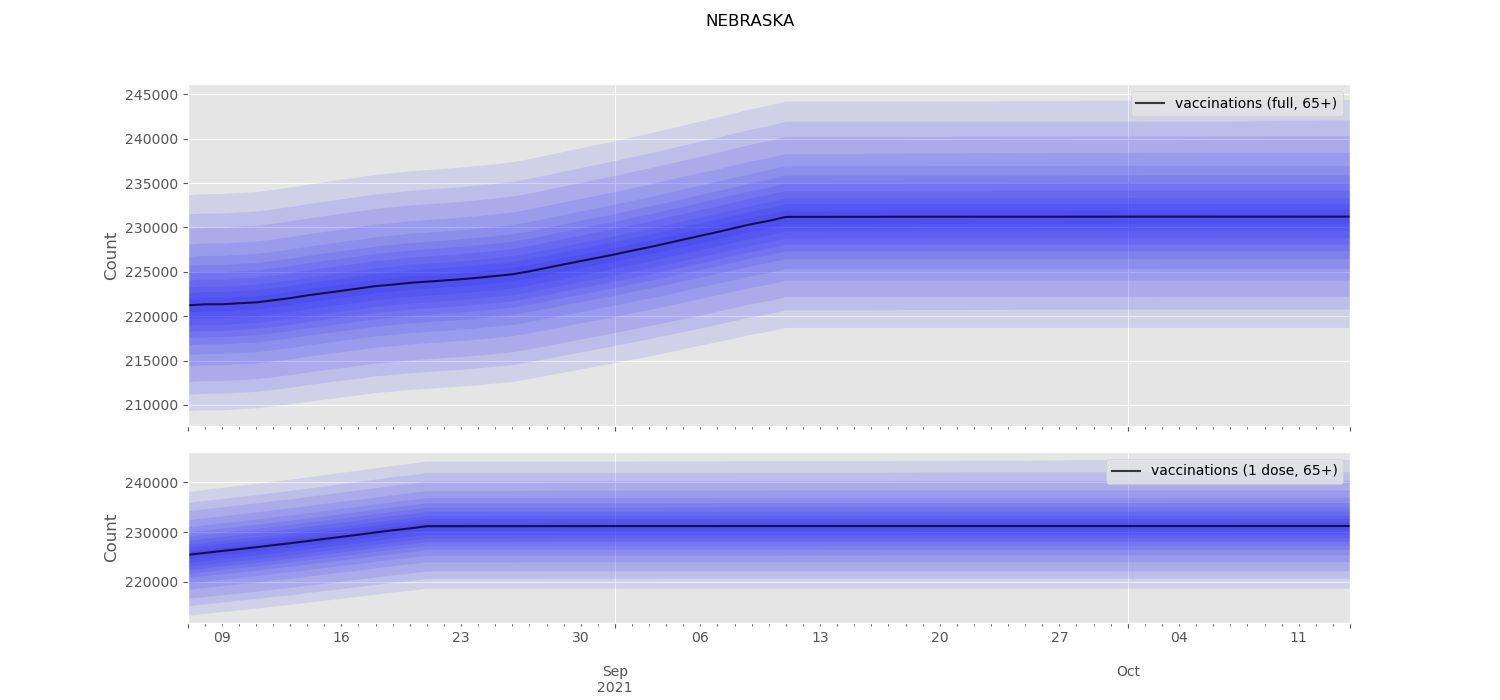 NEBRASKA
245000
240000
235000
230000
225000
220000
215000
210000
Count
vaccinations (full, 65+)
240000
230000
220000
Count
vaccinations (1 dose, 65+)
09 16 23 30 06 13 20 27 04 11
Sep Oct
2021